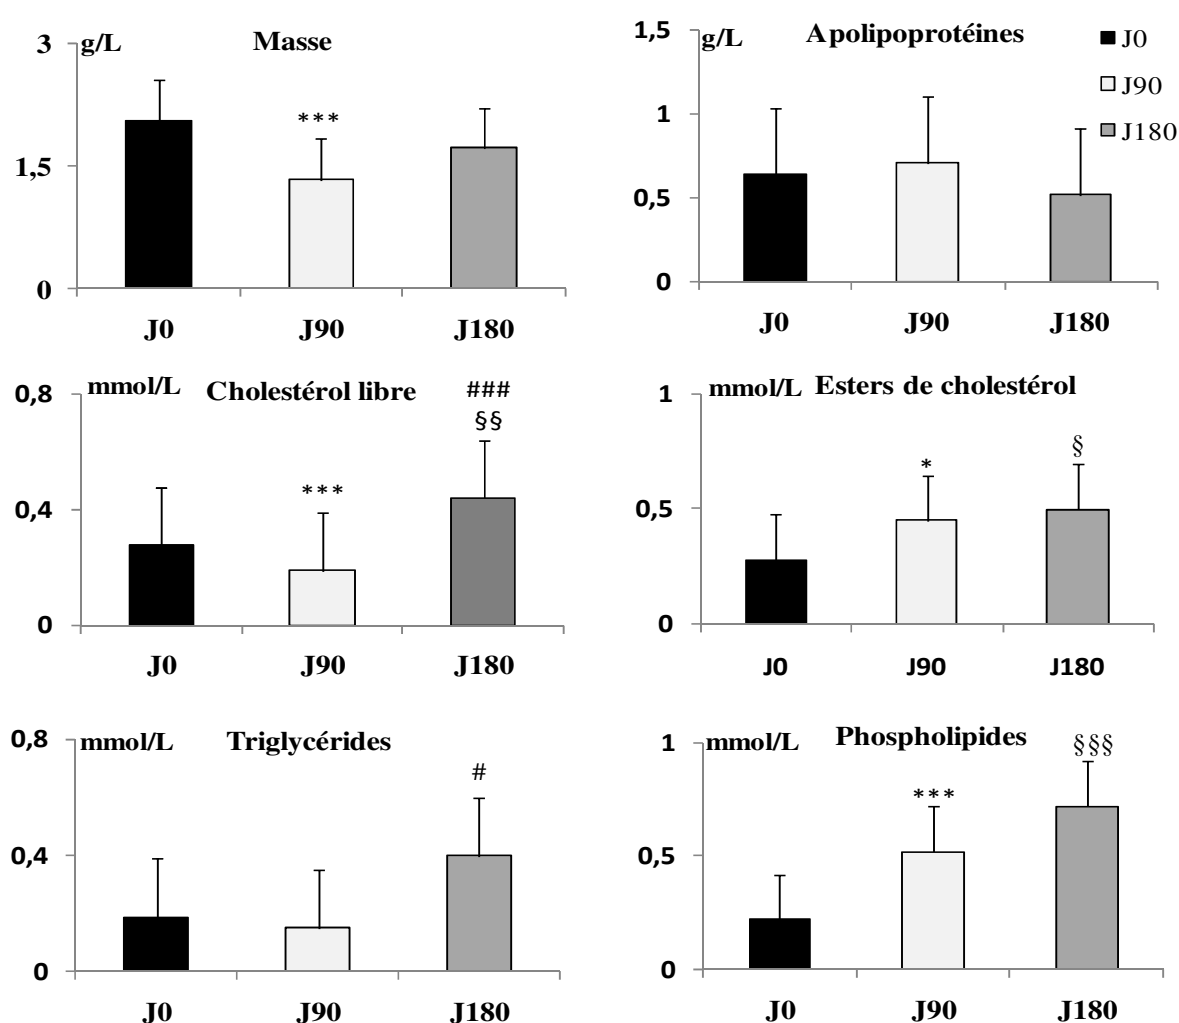 g/L Masse
3
***
1,5
0
J0 J90 J180
g/L Apolipoprotéines
1,5
1
0,5
0
J0
J90
J180
J0 J90 J180
mmol/L Cholestérol libre
0,8
###
§§
***
0,4
0
J0 J90 J180
mmol/L Esters de cholestérol
1
§
*
0,5
0
J0 J90 J180
mmol/L Triglycérides
0,8
#
0,4
0
J0 J90 J180
mmol/L Phospholipides
1
§§§
***
0,5
0
J0 J90 J180